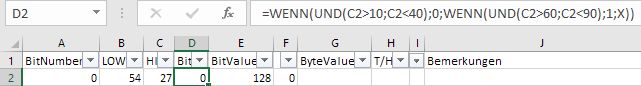 D2 =WENN(UND(C2>10;C2<40);0;WENN(UND(C2>60;C2<90);1;X))
A B C D E F G H I J
1 BitNumber LOW HI Bit BitValue ByteValue T/H Bemerkungen
2 0 54 27 0 128 0